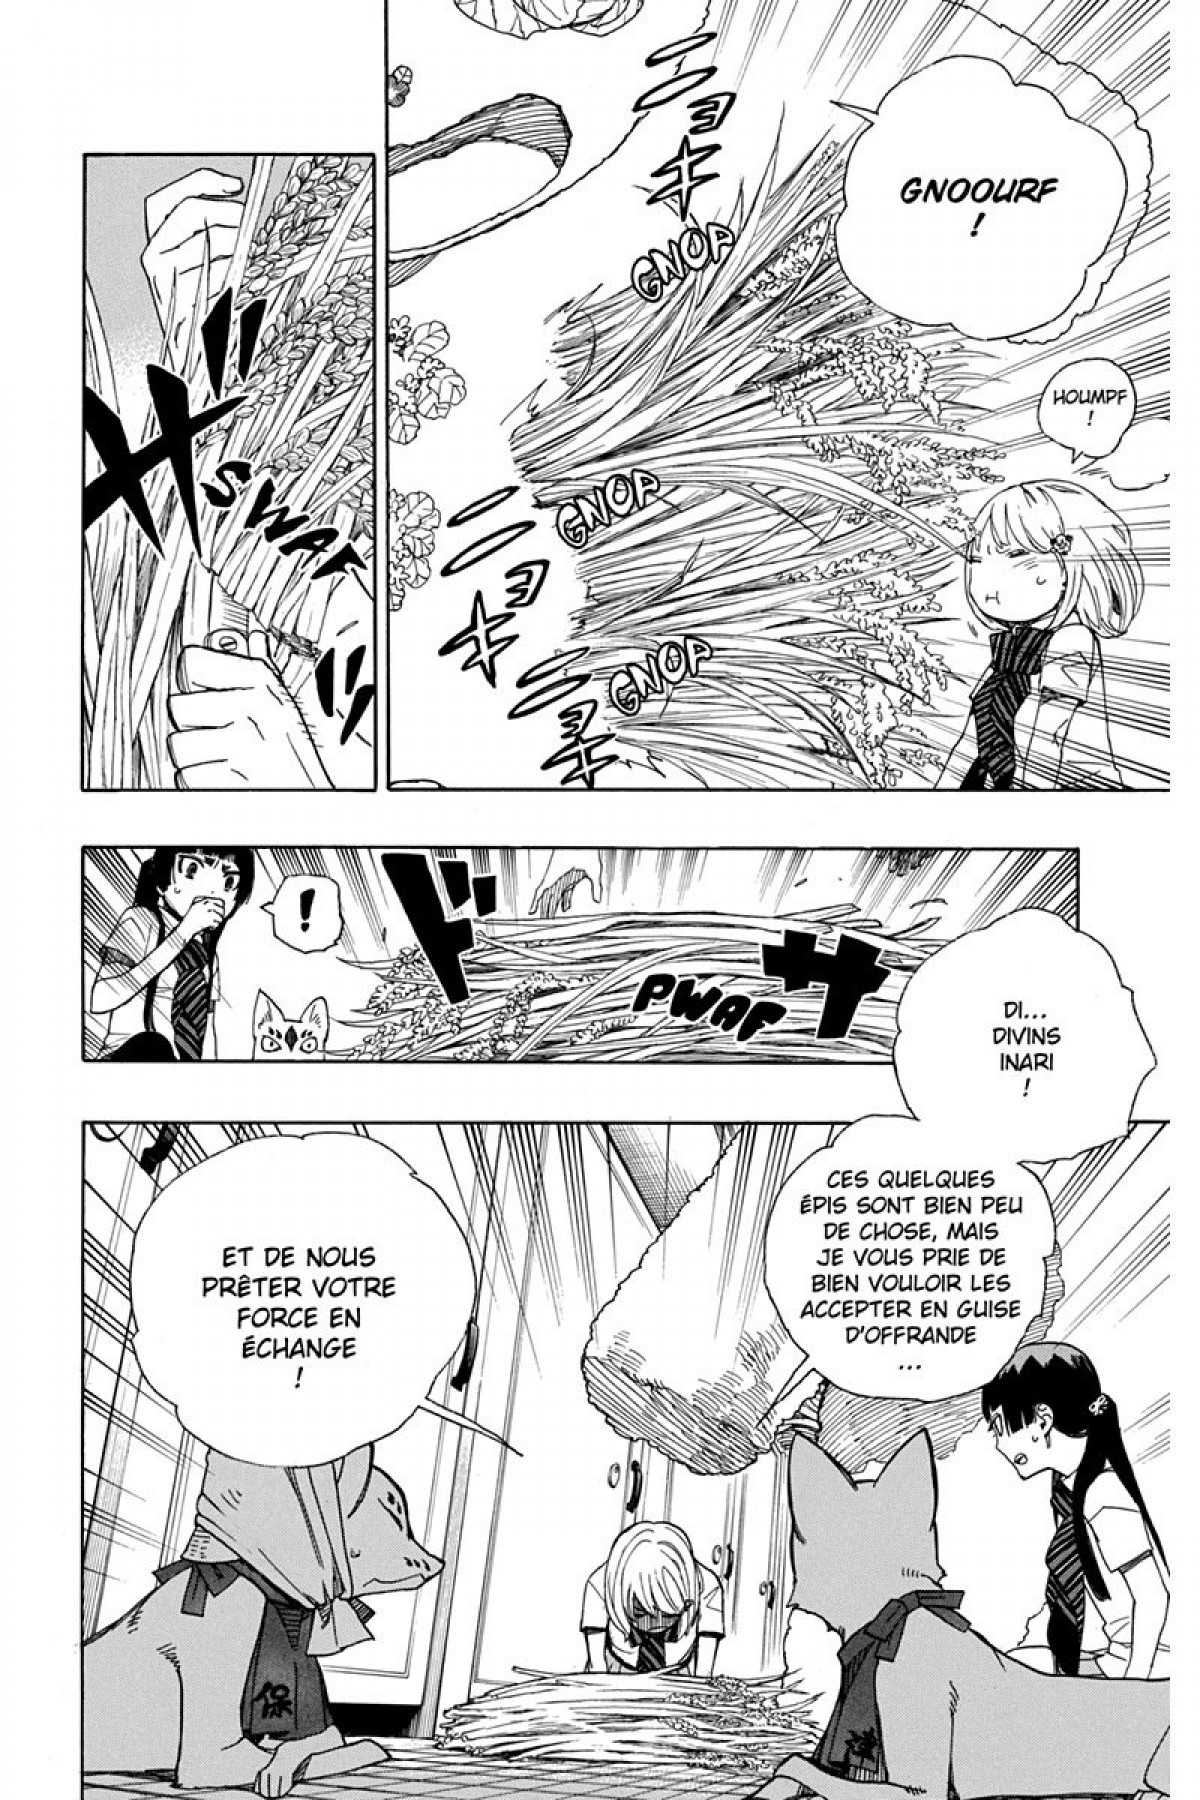 GNOOURF
!
HOUMPF
!
GNOP
GNOP
GNOP
ニョキ
ニョキ
ニョキ
ザッ
SWAF
ッ
!
ドサ
PWAF
DI...
DIVINS
INARI
!
CES QUELQUES
ÉPIS SONT BIEN PEU
DE CHOSE, MAIS
JE VOUS PRIE DE
BIEN VOULOIR LES
ACCEPTER EN GUISE
D'OFFRANDE
...
ET DE NOUS
PRÊTER VOTRE
FORCE EN
ÉCHANGE
!
保
津